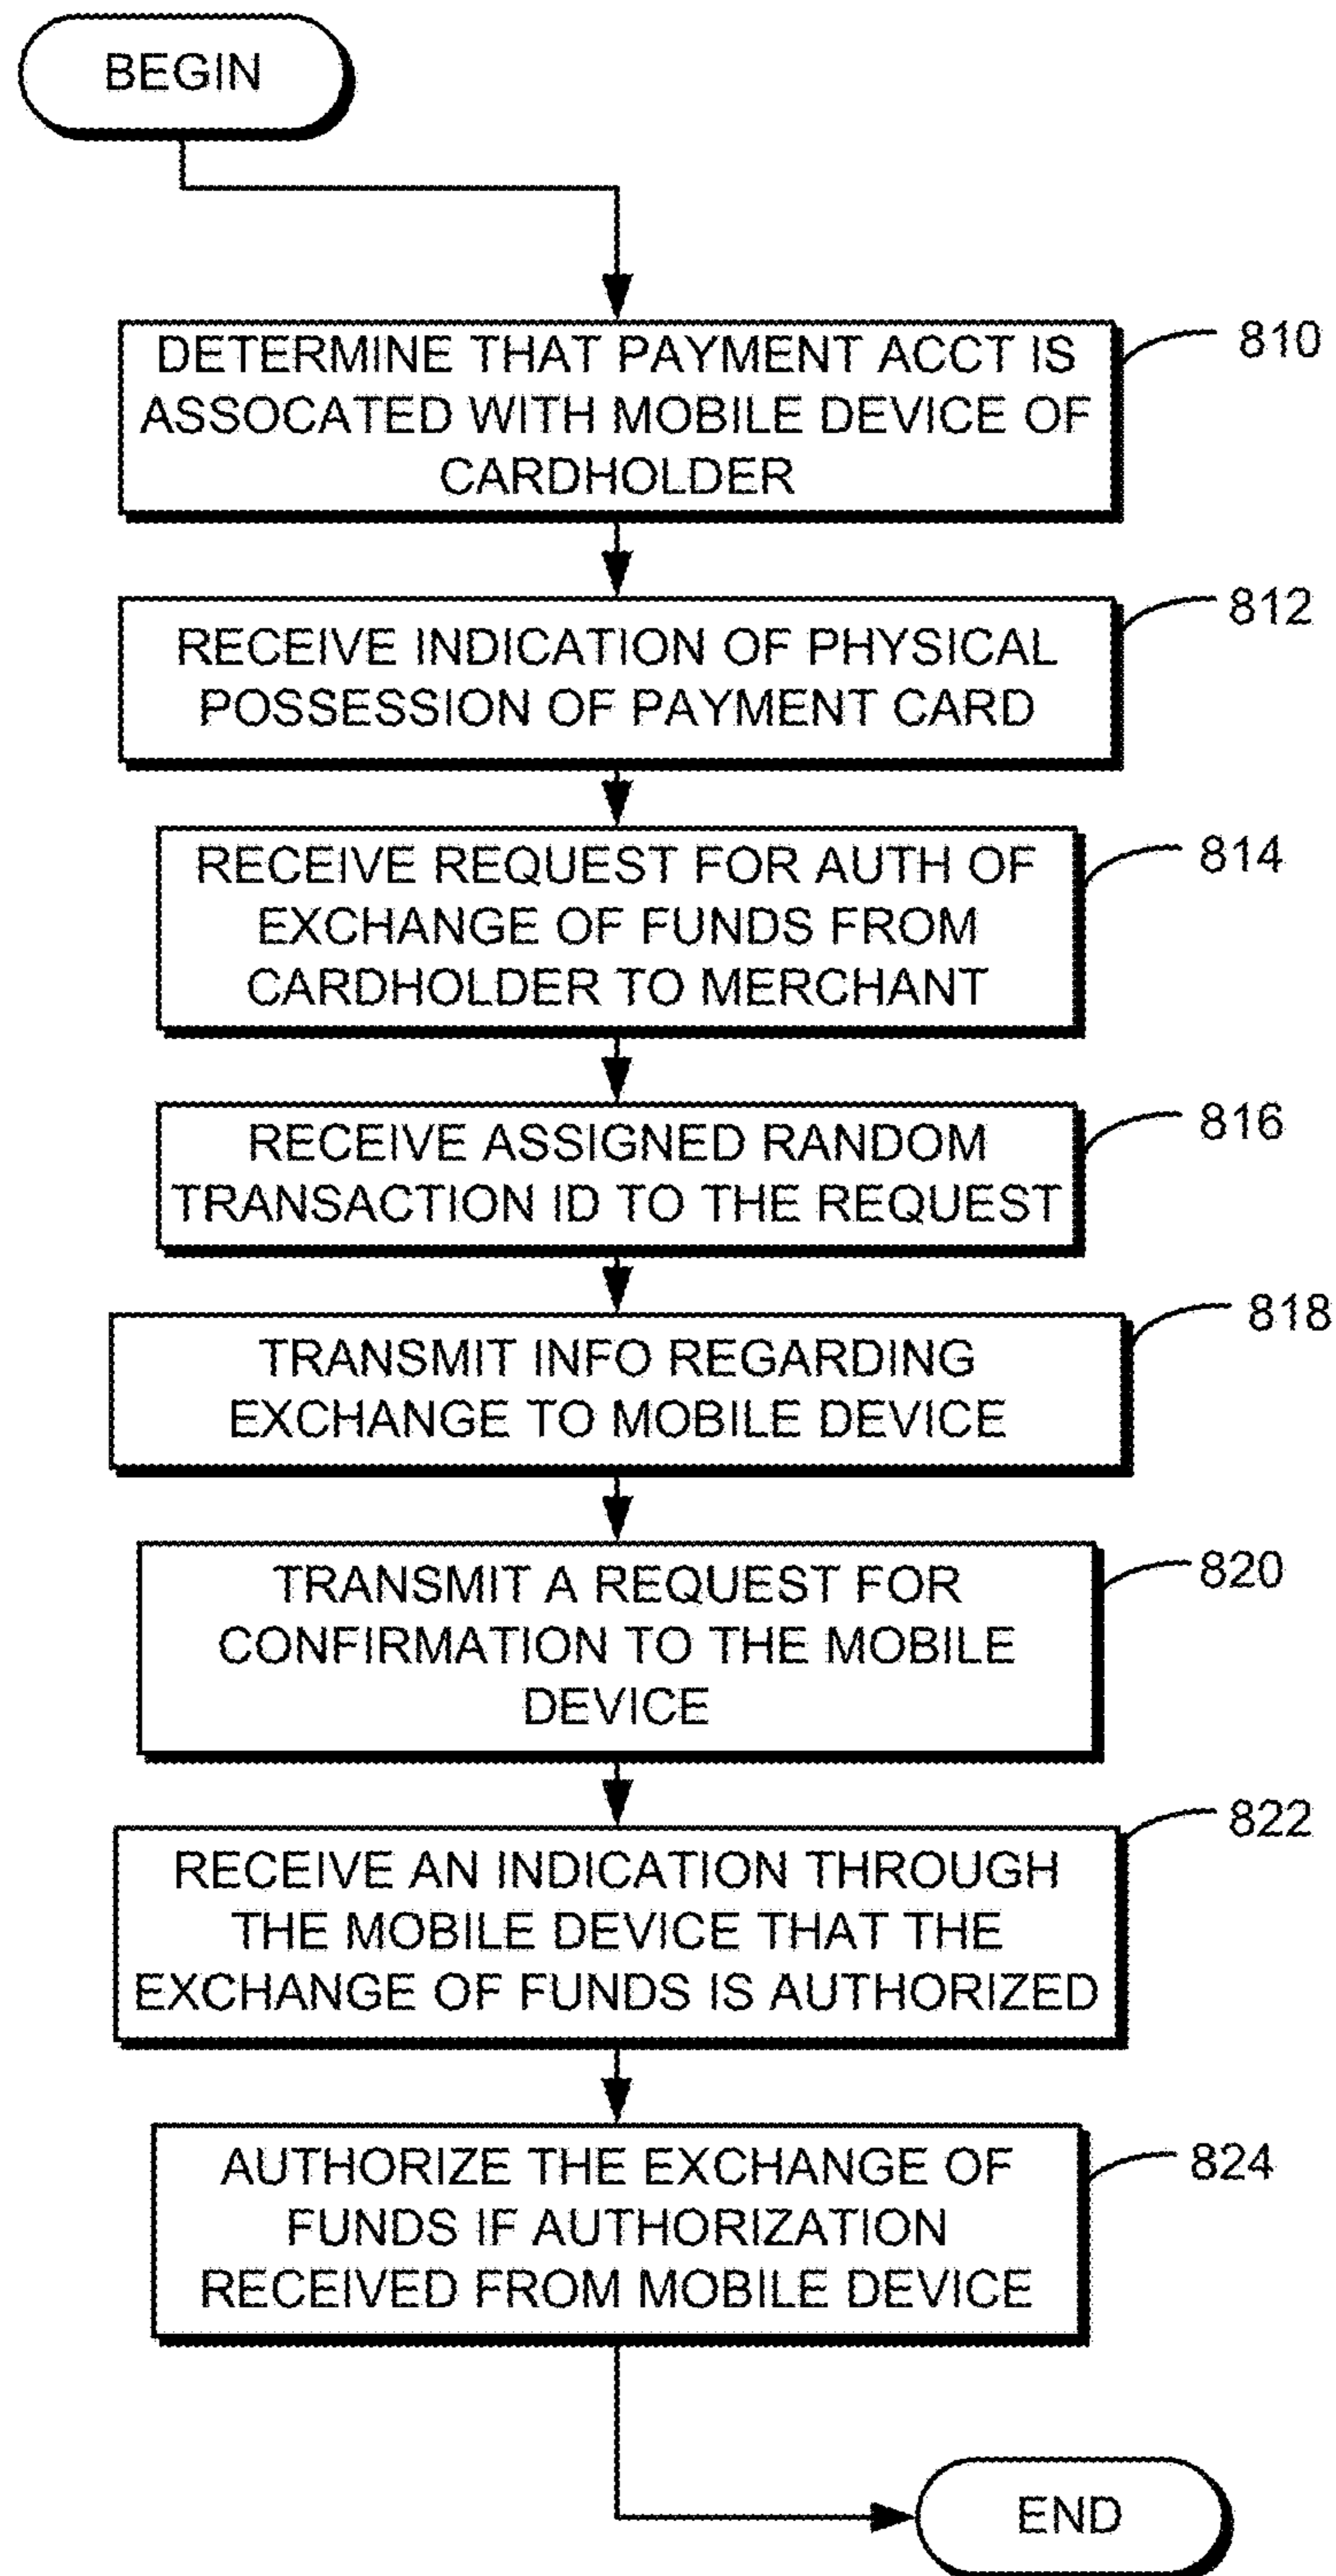 BEGIN
DETERMINE THAT PAYMENT ACCT IS
ASSOCATED WITH MOBILE DEVICE OF
CARDHOLDER
810
RECEIVE INDICATION OF PHYSICAL
POSSESSION OF PAYMENT CARD
812
RECEIVE REQUEST FOR AUTH OF
EXCHANGE OF FUNDS FROM
CARDHOLDER TO MERCHANT
814
RECEIVE ASSIGNED RANDOM
TRANSACTION ID TO THE REQUEST
816
TRANSMIT INFO REGARDING
EXCHANGE TO MOBILE DEVICE
818
TRANSMIT A REQUEST FOR
CONFIRMATION TO THE MOBILE
DEVICE
820
RECEIVE AN INDICATION THROUGH
THE MOBILE DEVICE THAT THE
EXCHANGE OF FUNDS IS AUTHORIZED
822
AUTHORIZE THE EXCHANGE OF
FUNDS IF AUTHORIZATION
RECEIVED FROM MOBILE DEVICE
824
END